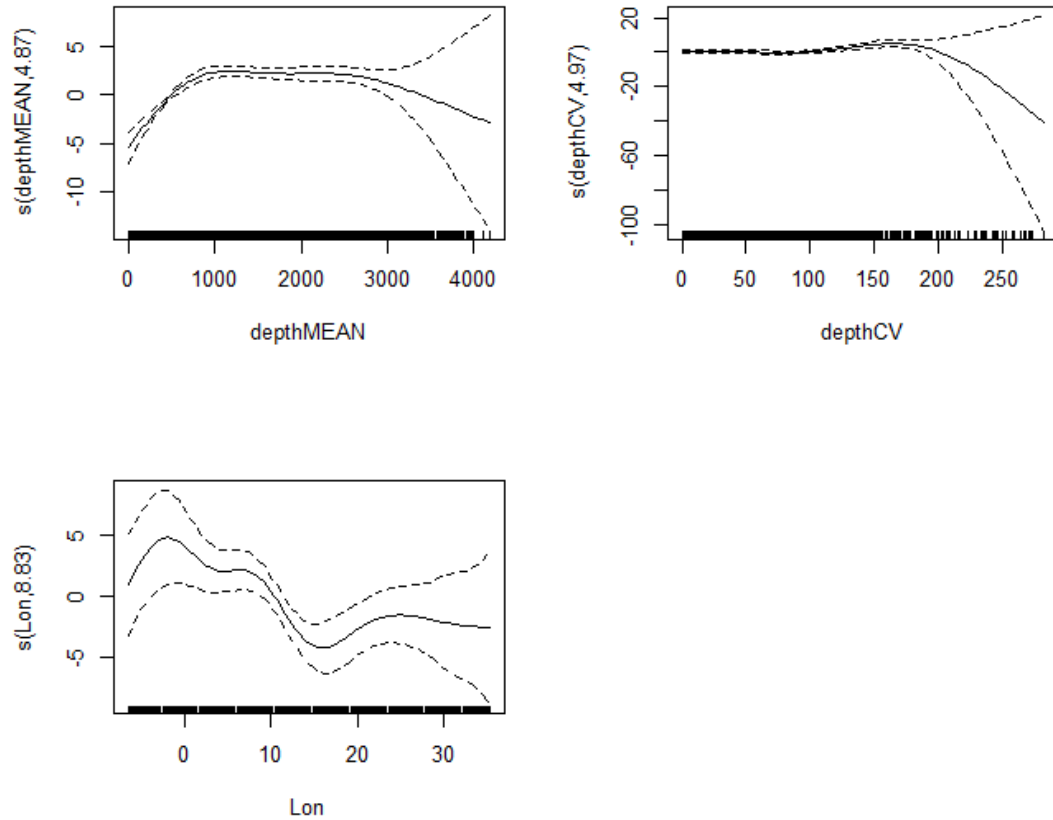 s(depthMEAN,4.87)
5
0
-5
-10
0 1000 2000 3000 4000
depthMEAN
s(depthCV,4.97)
20
-20
-60
-100
0 50 100 150 200 250
depthCV
s(Lon,8.83)
5
0
-5
0 10 20 30
Lon